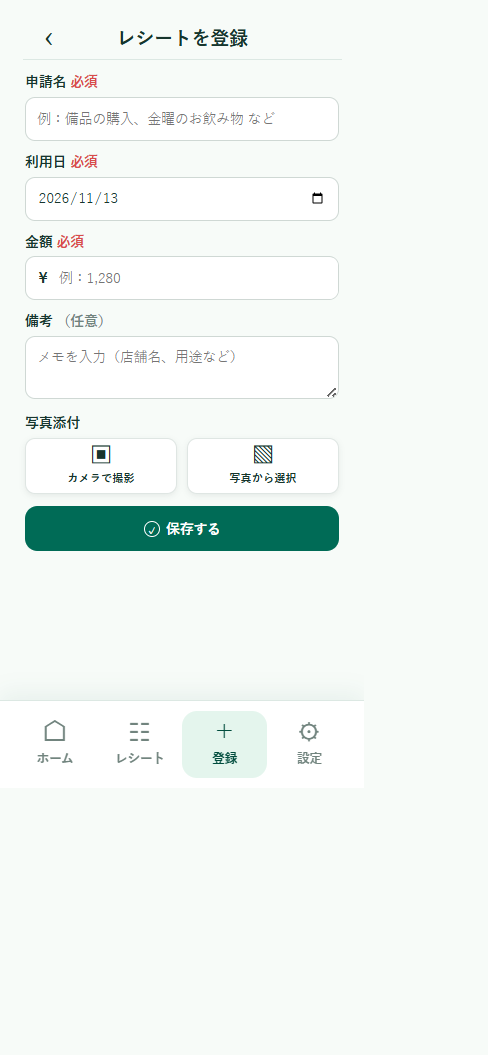 ‹ レシートを登録
申請名 必須
例：備品の購入、金曜のお飲み物 など
利用日 必須
2026/11/13
金額 必須
¥ 例：1,280
備考 （任意）
メモを入力（店舗名、用途など）
写真添付
カメラで撮影 写真から選択
保存する
ホーム レシート 登録 設定